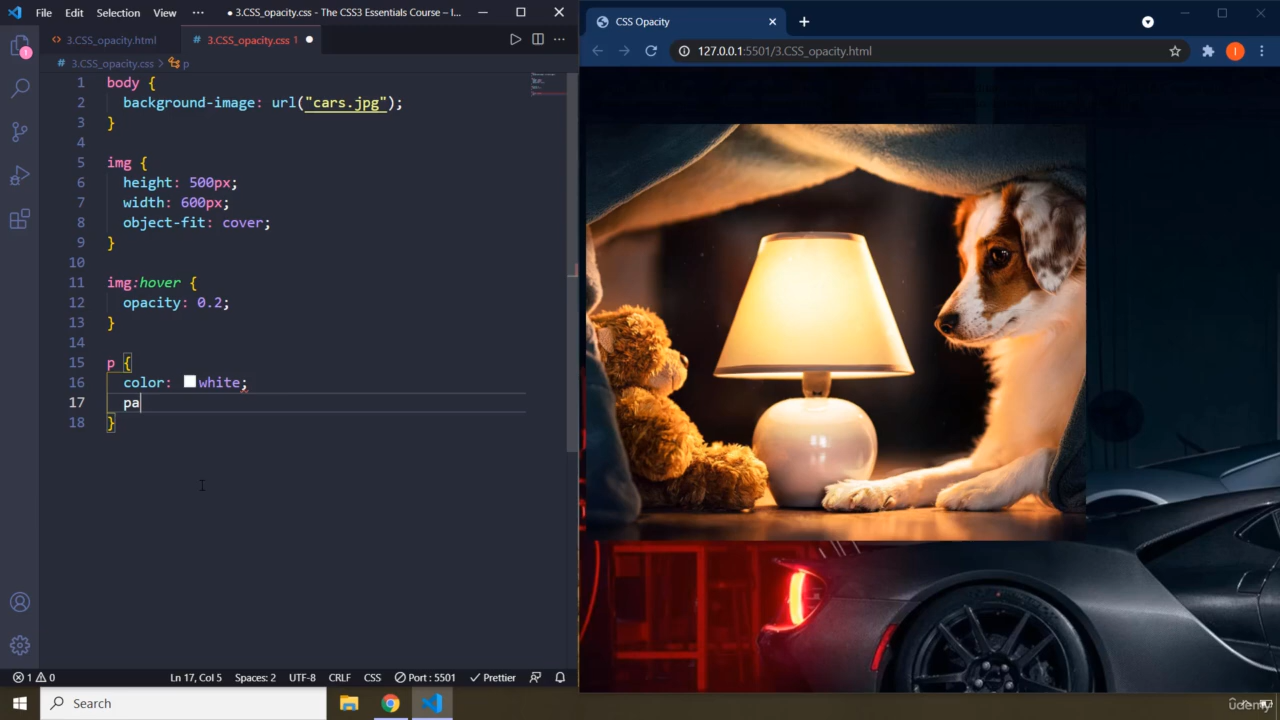 File Edit Selection View ··· ● 3.CSS_opacity.css - The CSS3 Essentials Course – I...
3.CSS_opacity.html # 3.CSS_opacity.css 1 ●
# 3.CSS_opacity.css > p
1 body {
2 background-image: url("cars.jpg");
3 }
4
5 img {
6 height: 500px;
7 width: 600px;
8 object-fit: cover;
9 }
10
11 img:hover {
12 opacity: 0.2;
13 }
14
15 p {
16 color: white;
17 pa
18 }
1
1 0 Ln 17, Col 5 Spaces: 2 UTF-8 CRLF CSS Port : 5501 Prettier
Search
CSS Opacity
127.0.0.1:5501/3.CSS_opacity.html
I
ûdemy